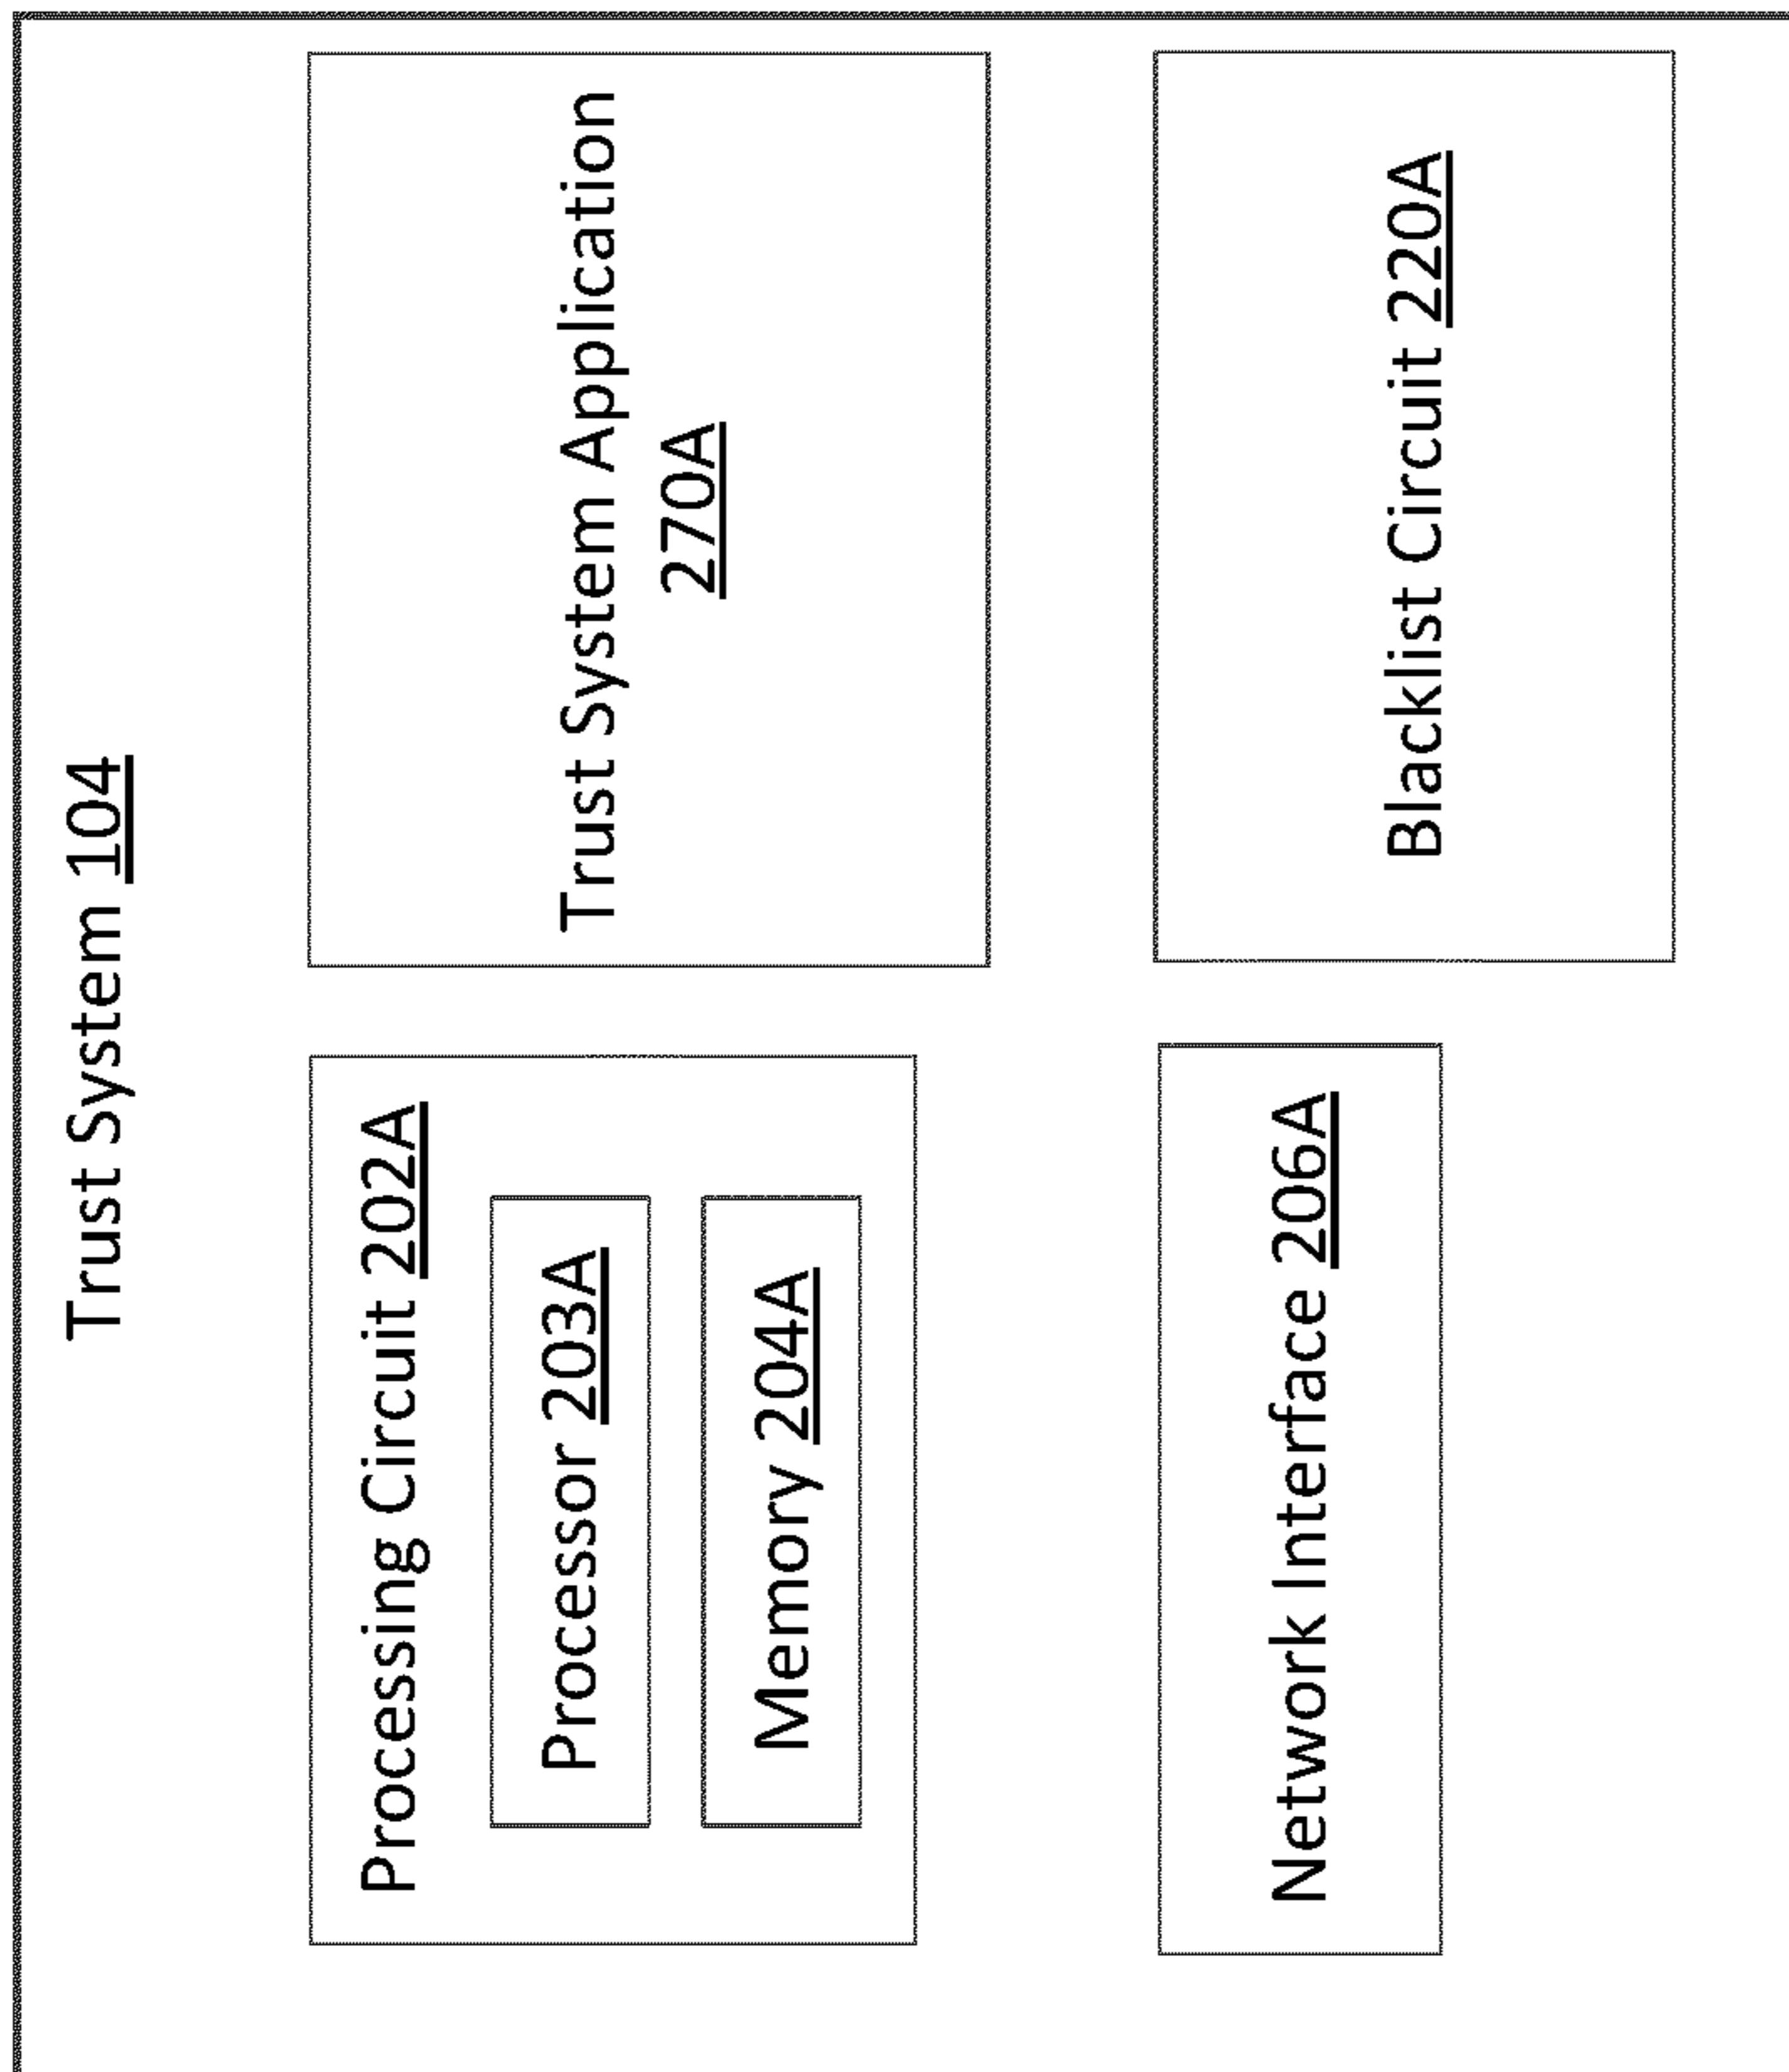 Trust System 104
Processing Circuit 202A
Processor 203A
Memory 204A
Trust System Application
270A
Network Interface 206A
Blacklist Circuit 220A